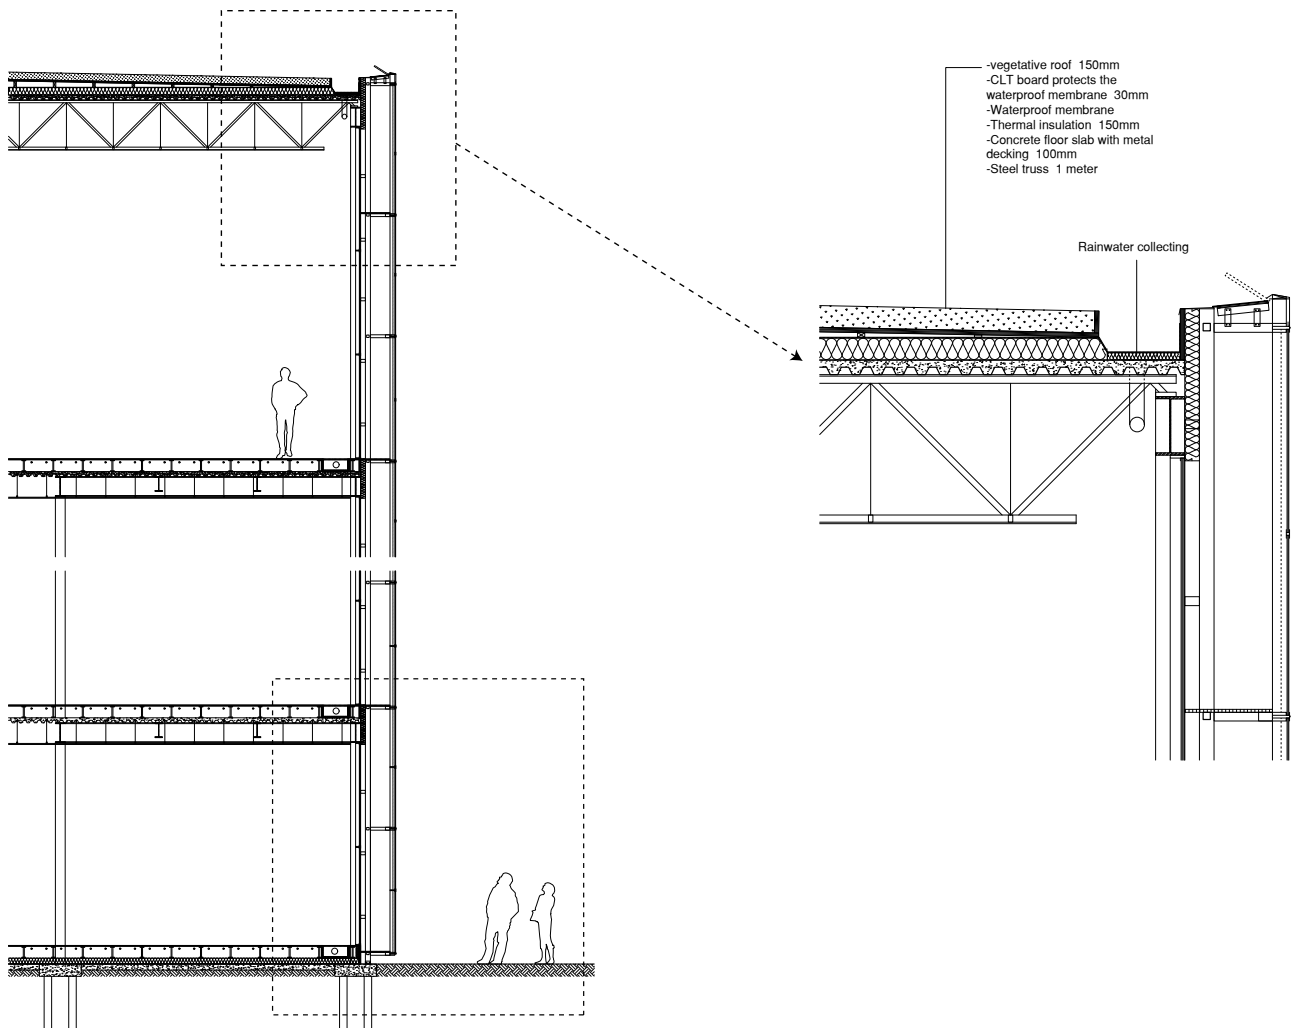 -vegetative roof  150mm
-CLT board protects the
waterproof membrane  30mm
-Waterproof membrane
-Thermal insulation  150mm
-Concrete floor slab with metal
decking  100mm
-Steel truss  1 meter
Rainwater collecting